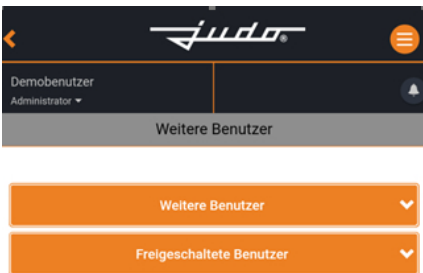 judo®
Demobenutzer
Administrator
Weitere Benutzer
Weitere Benutzer
Freigeschaltete Benutzer